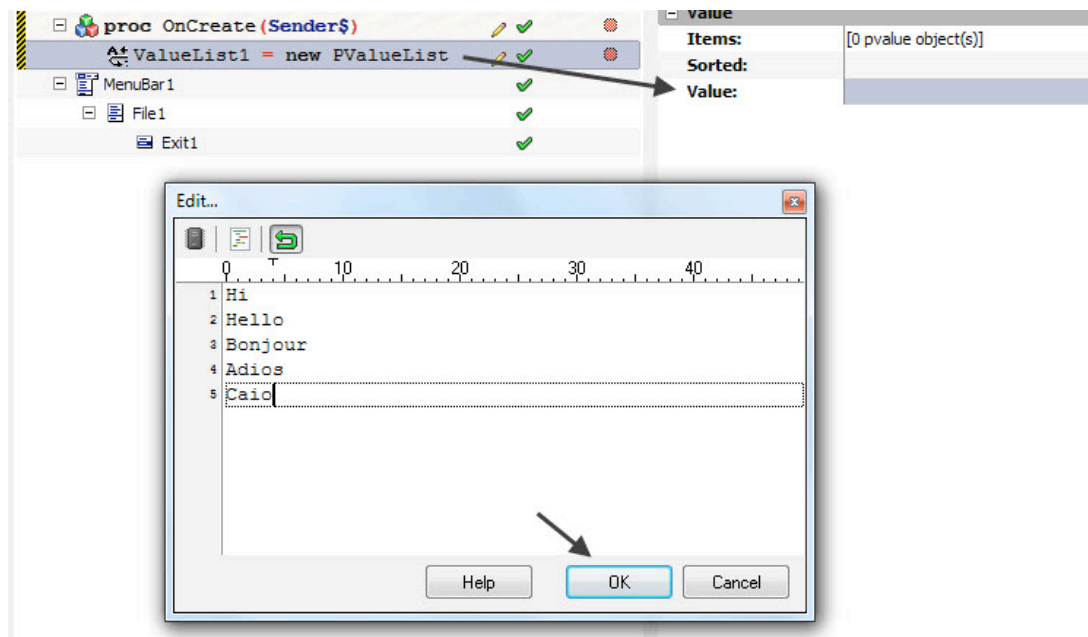 proc OnCreate(Sender$)
ValueList1 = new PValueList
MenuBar1
File1
Exit1
Value
Items: [0 pvalue object(s)]
Sorted:
Value:
Edit...
0 10 20 30 40
1 Hi
2 Hello
3 Bonjour
4 Adios
5 Caio
Help OK Cancel